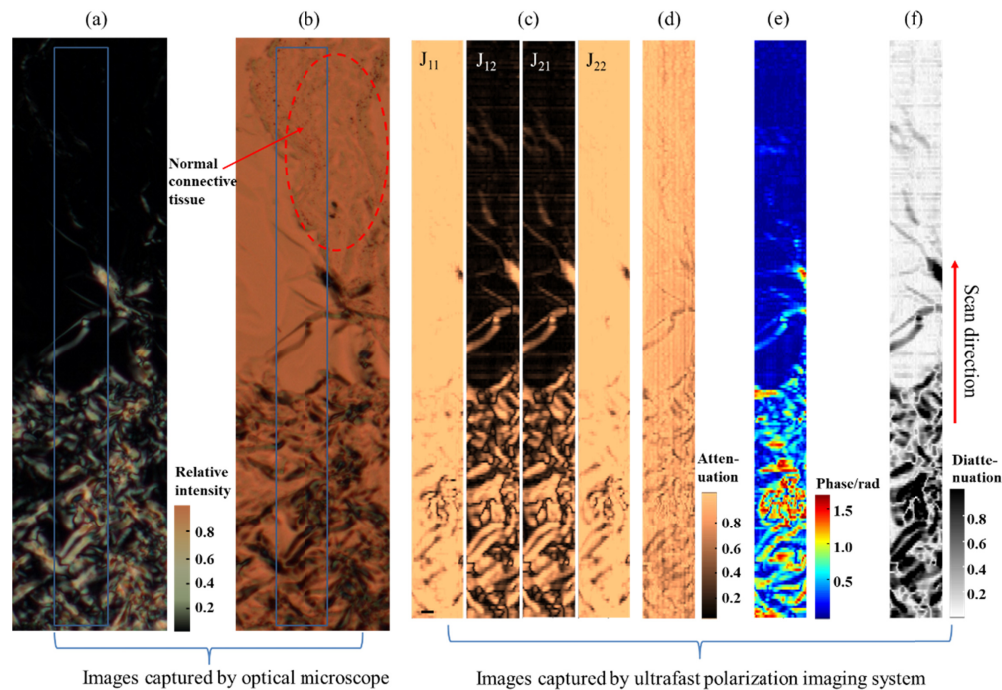 (a) (b) (c) (d) (e) (f)
J11 J12 J21 J22
Normal
connective
tissue
Scan direction
Relative
intensity
0.8
0.6
0.4
0.2
Atten-
uation
0.8
0.6
0.4
0.2
Phase/rad
1.5
1.0
0.5
Diatte-
nuation
0.8
0.6
0.4
0.2
Images captured by optical microscope
Images captured by ultrafast polarization imaging system